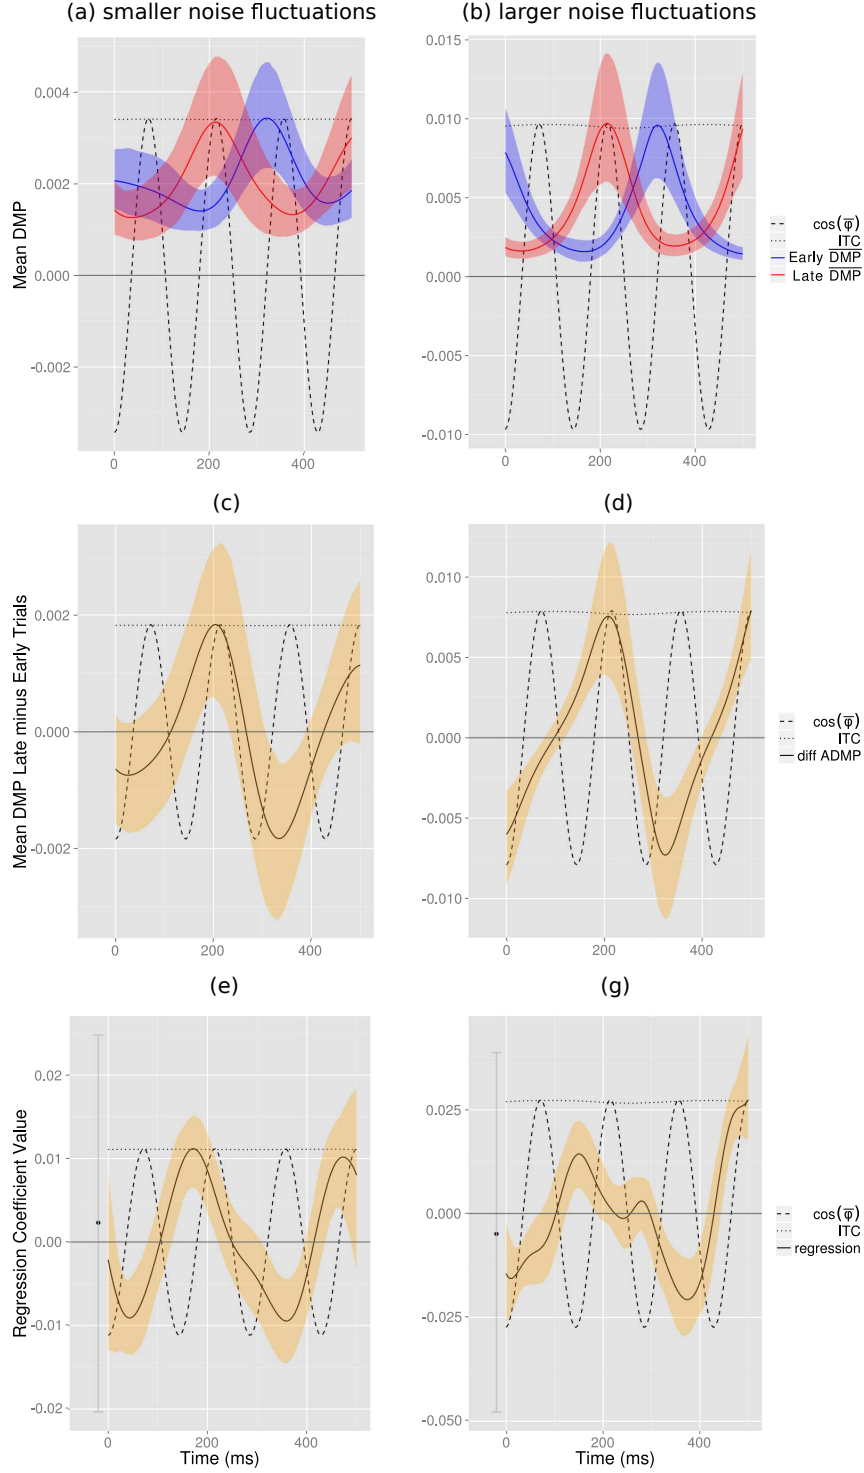 (a) smaller noise fluctuations
(b) larger noise fluctuations
Mean DMP
0.004
0.002
0.000
-0.002
0
200
400
0.015
0.010
0.005
0.000
-0.005
-0.010
0
200
400
cos(φ̅)
ITC
Early D̅M̅P̅
Late D̅M̅P̅
(c)
(d)
Mean DMP Late minus Early Trials
0.002
0.000
-0.002
0
200
400
0.010
0.005
0.000
-0.005
-0.010
0
200
400
cos(φ̅)
ITC
diff ADMP
(e)
(g)
Regression Coefficient Value
0.02
0.01
0.00
-0.01
-0.02
0
200
400
Time (ms)
0.025
0.000
-0.025
-0.050
0
200
400
Time (ms)
cos(φ̅)
ITC
regression